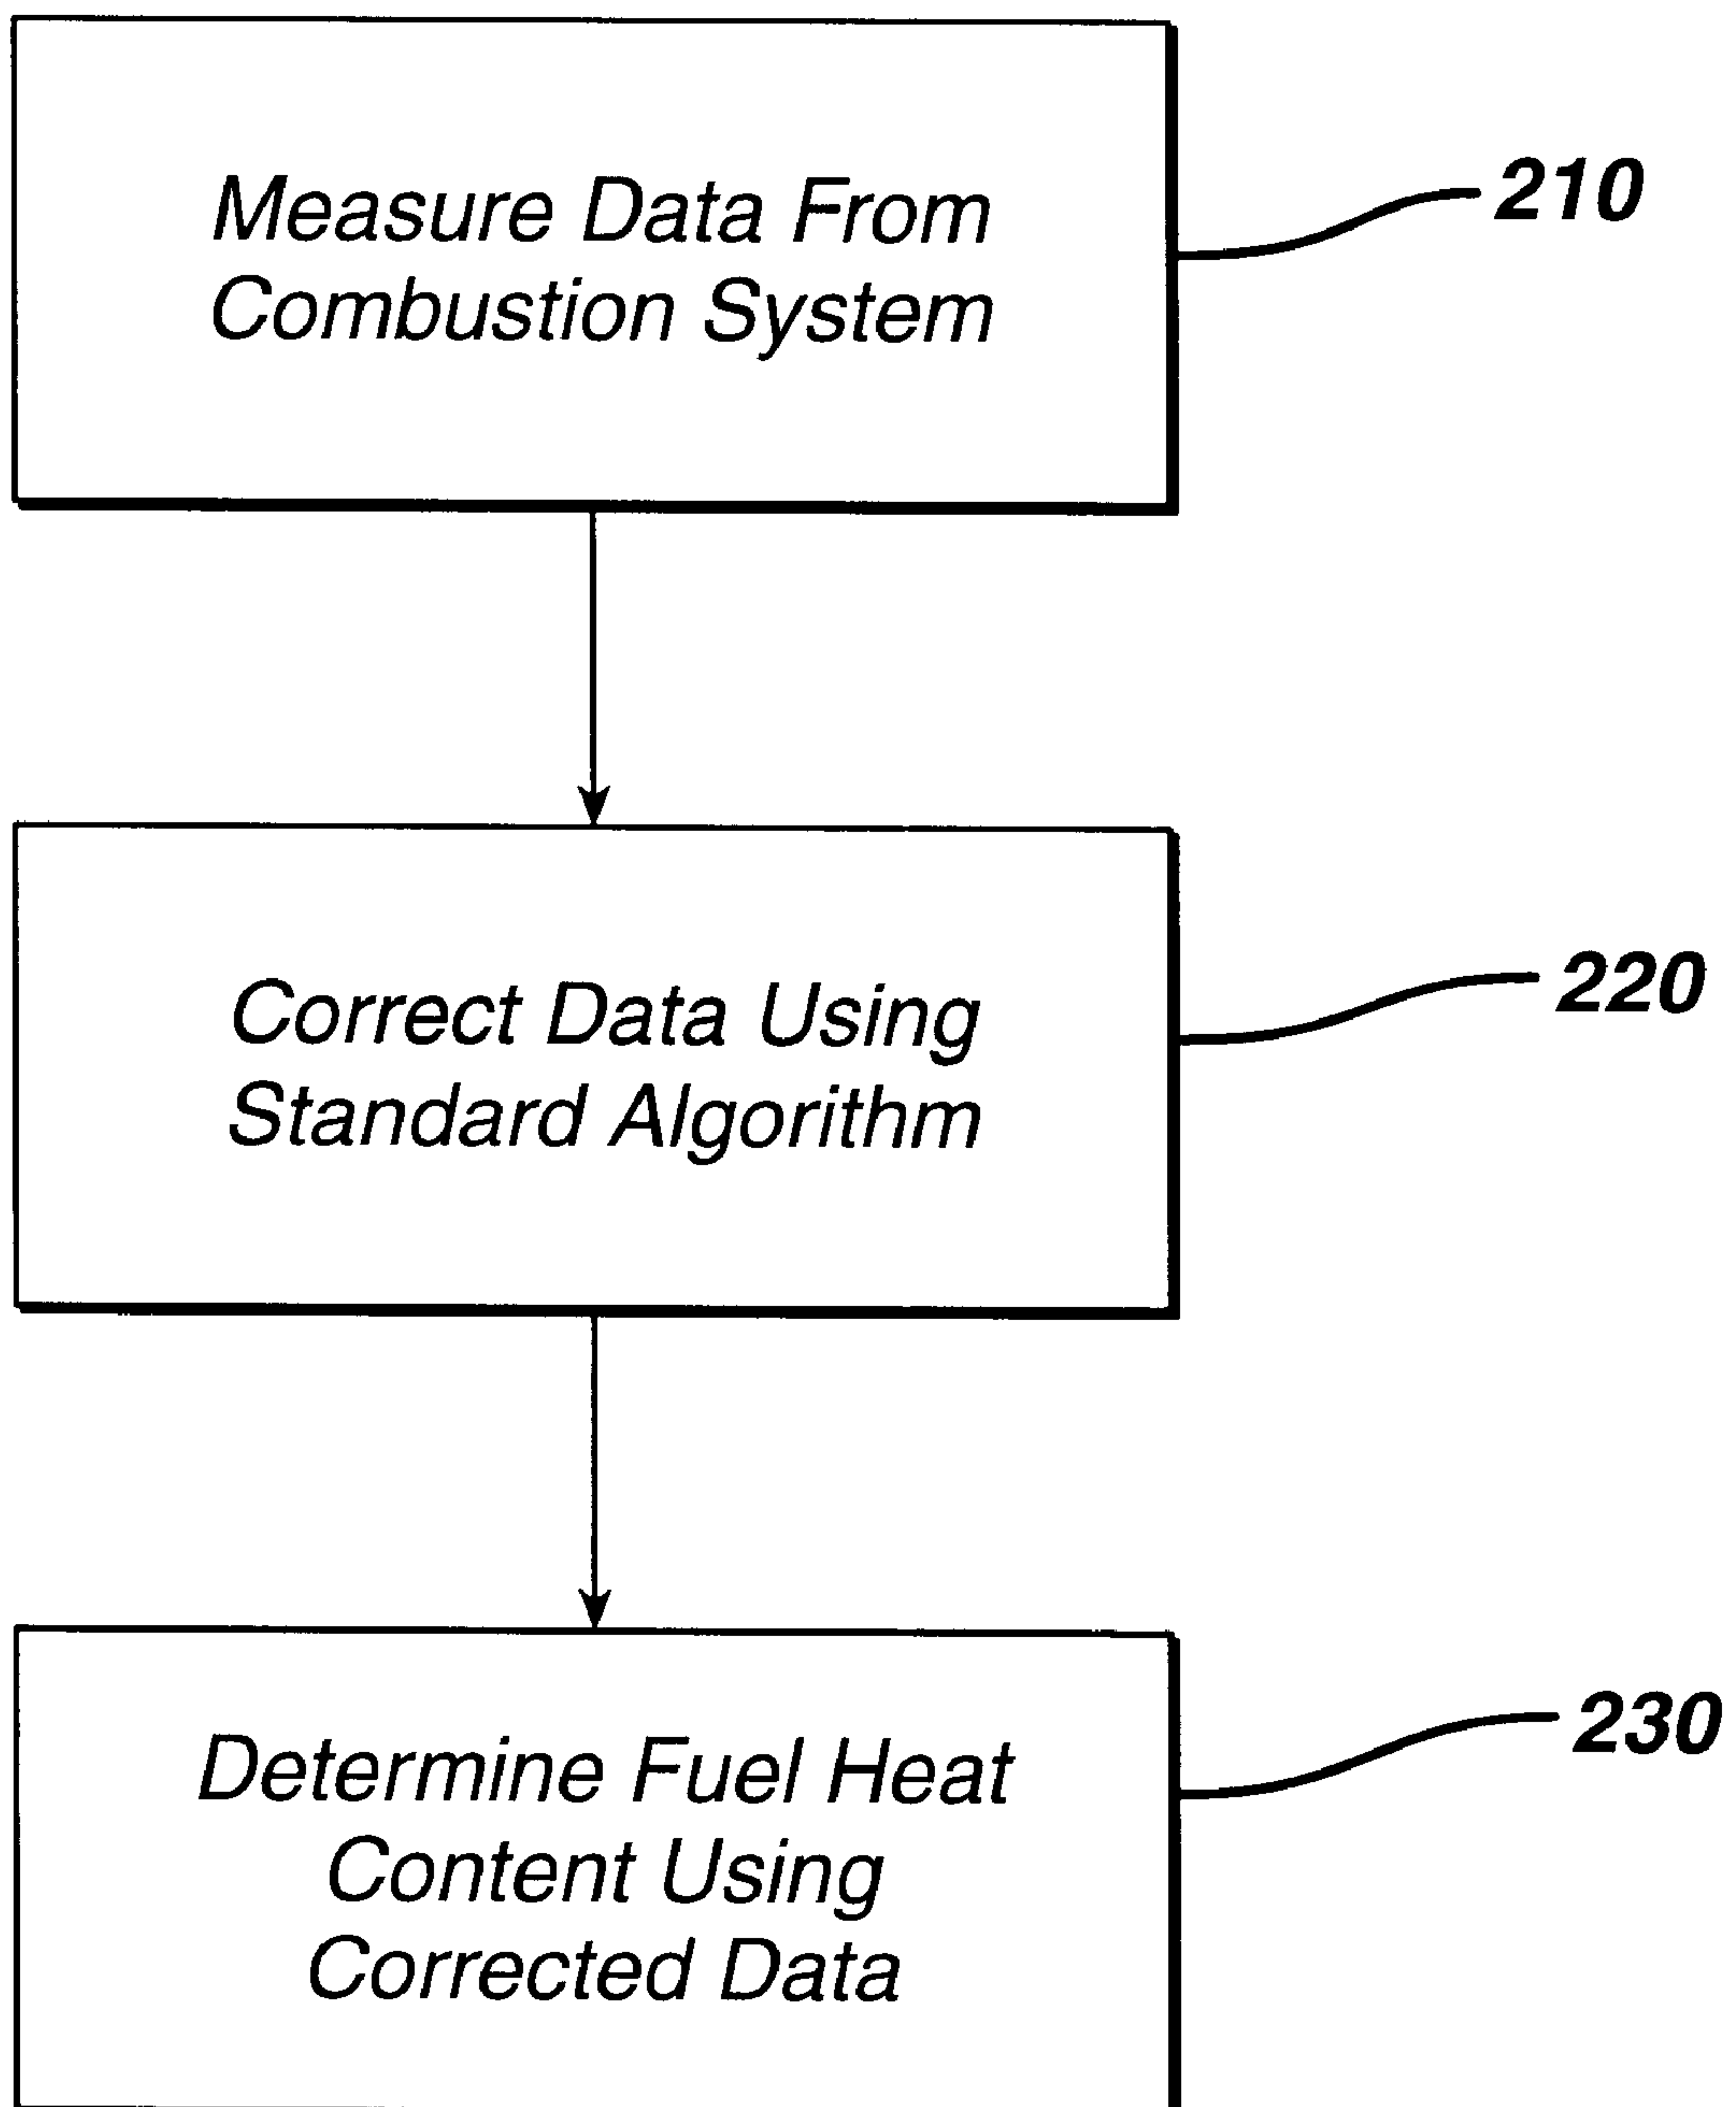 Measure Data From
Combustion System
210
Correct Data Using
Standard Algorithm
220
Determine Fuel Heat
Content Using
Corrected Data
230